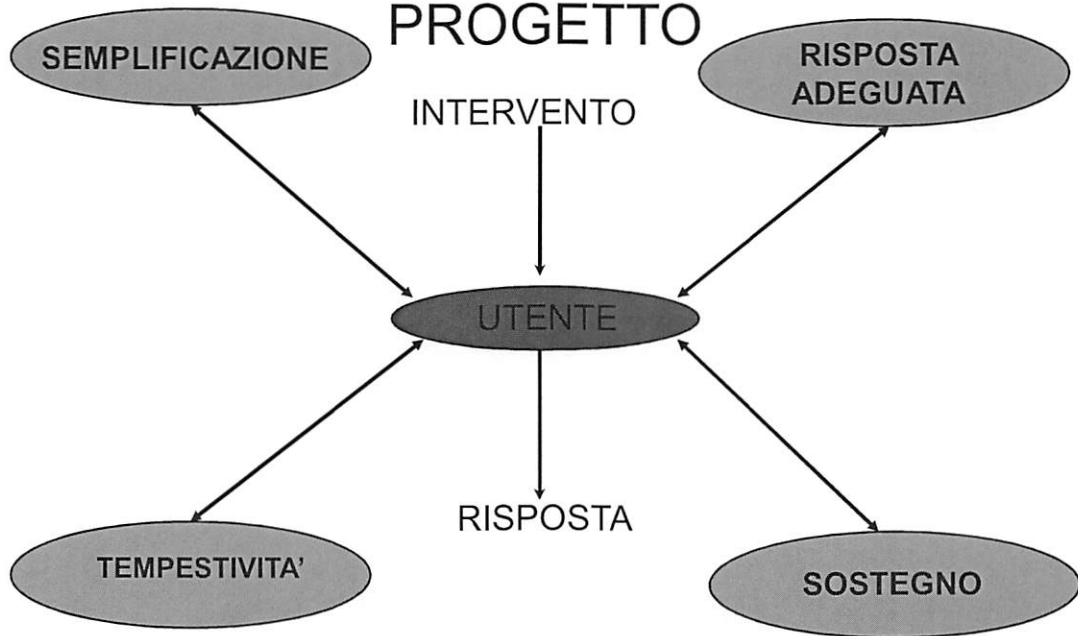 PROGETTO
SEMPLIFICAZIONE
RISPOSTA
ADEGUATA
INTERVENTO
UTENTE
RISPOSTA
TEMPESTIVITA'
SOSTEGNO